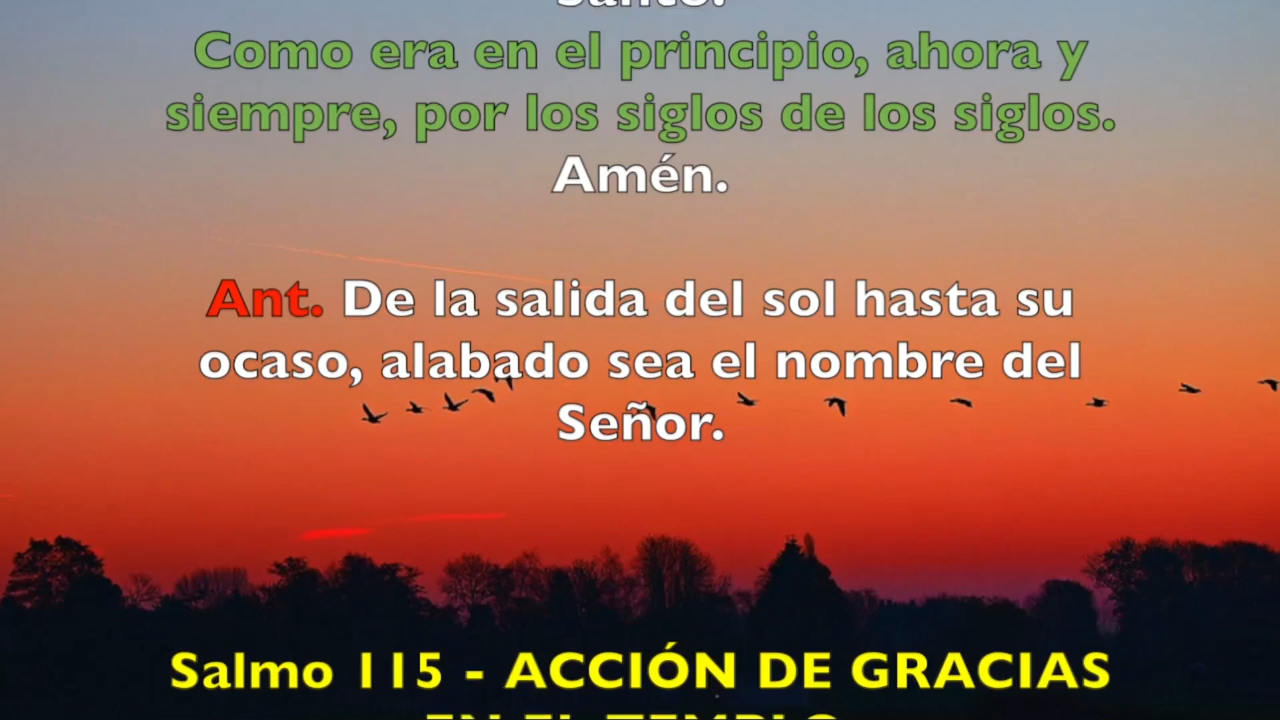 Santo.
Como era en el principio, ahora y
siempre, por los siglos de los siglos.
Amén.
Ant. De la salida del sol hasta su
ocaso, alabado sea el nombre del
Señor.
Salmo 115 - ACCIÓN DE GRACIAS
EN EL TEMPLO